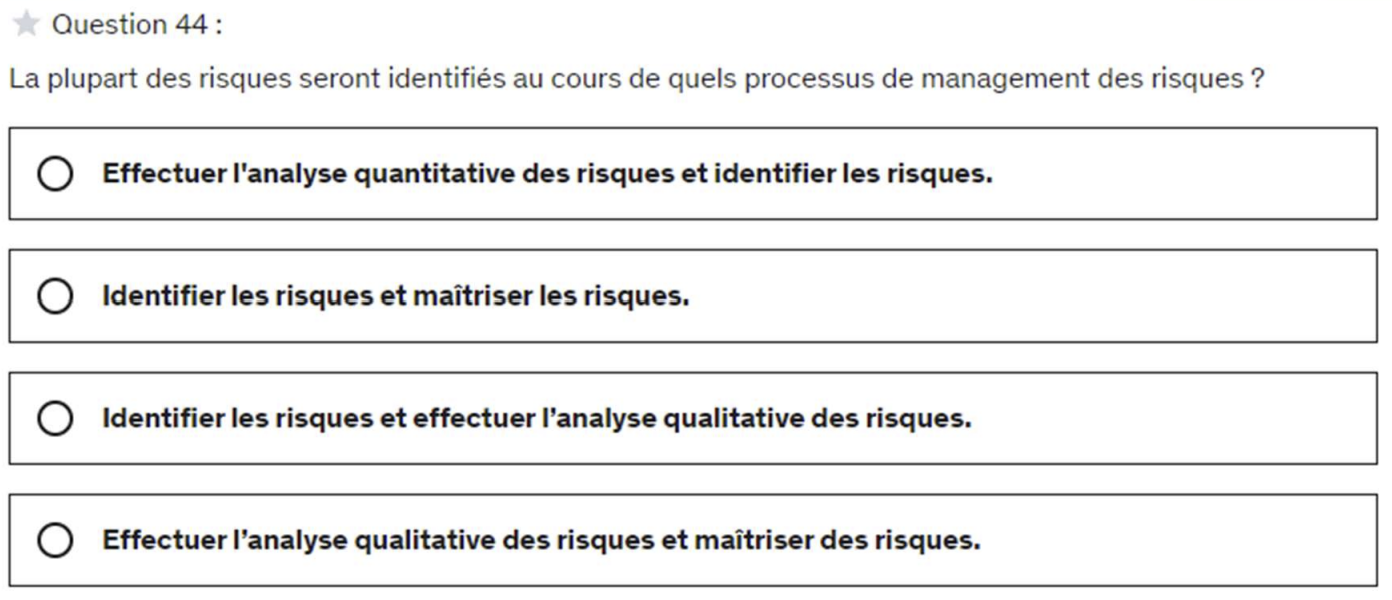 Question 44 :
La plupart des risques seront identifiés au cours de quels processus de management des risques ?
Effectuer l'analyse quantitative des risques et identifier les risques.
Identifier les risques et maîtriser les risques.
Identifier les risques et effectuer l’analyse qualitative des risques.
Effectuer l’analyse qualitative des risques et maîtriser des risques.